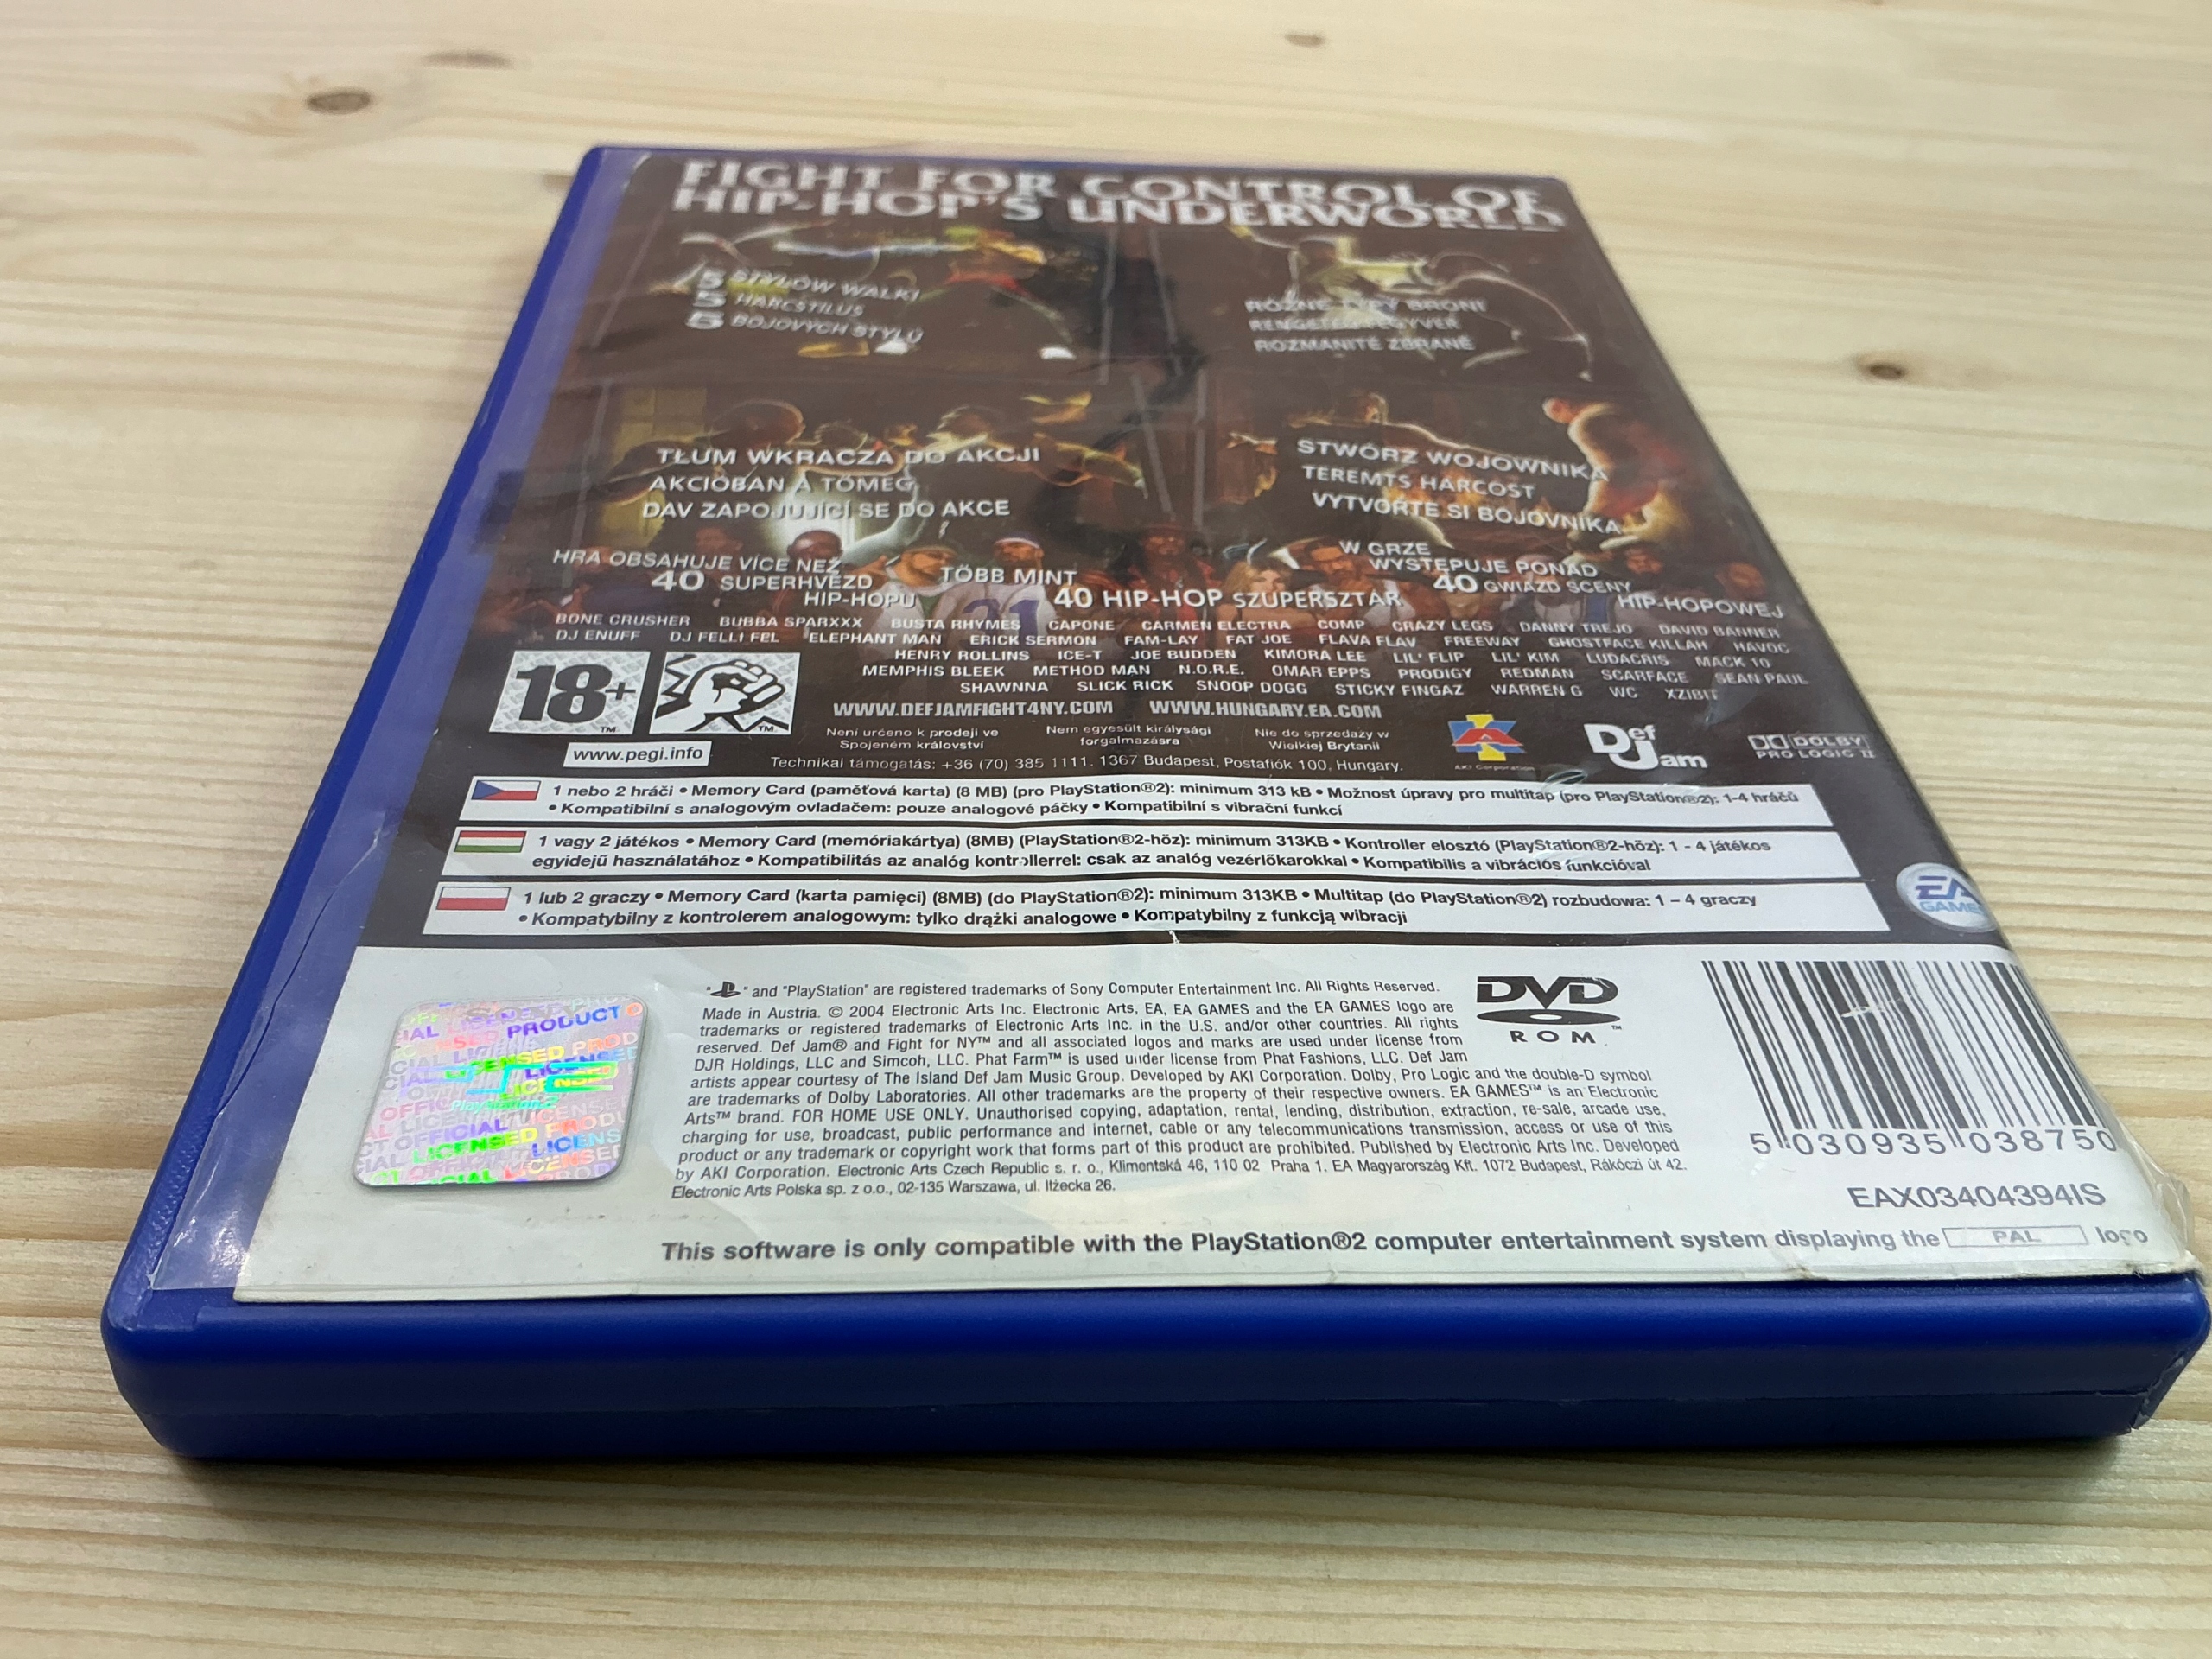 FIGHT FOR CONTROL OF
HIP-HOP'S UNDERWORLD
5 STYLÓW WALKI
5 HARCSTÍLUS
5 BOJOVÝCH STYLŮ
RÓŻNE TYPY BRONI
RENGETEG FEGYVER
ROZMANITÉ ZBRANĚ
TŁUM WKRACZA DO AKCJI
AKCIÓBAN A TÖMEG
DAV ZAPOJUJÍCÍ SE DO AKCE
STWÓRZ WOJOWNIKA
TEREMTS HARCOST
VYTVOŘTE SI BOJOVNÍKA
HRA OBSAHUJE VÍCE NEŽ
40 SUPERHVĚZD
HIP-HOPU
TÖBB MINT
40 HIP-HOP SZUPERSZTÁR
W GRZE
WYSTĘPUJE PONAD
40 GWIAZD SCENY
HIP-HOPOWEJ
BONE CRUSHER BUBBA SPARXXX BUSTA RHYMES CAPONE CARMEN ELECTRA COMP CRAZY LEGS DANNY TREJO DAVID BANNER
DJ ENUFF DJ FELLI FEL ELEPHANT MAN ERICK SERMON FAM-LAY FAT JOE FLAVA FLAV FREEWAY GHOSTFACE KILLAH HAVOC
HENRY ROLLINS ICE-T JOE BUDDEN KIMORA LEE LIL' FLIP LIL' KIM LUDACRIS MACK 10
MEMPHIS BLEEK METHOD MAN N.O.R.E. OMAR EPPS PRODIGY REDMAN SCARFACE SEAN PAUL
SHAWNNA SLICK RICK SNOOP DOGG STICKY FINGAZ WARREN G WC XZIBIT
18+
TM
TM
www.pegi.info
WWW.DEFJAMFIGHT4NY.COM WWW.HUNGARY.EA.COM
Není určeno k prodeji ve
Spojeném království
Nem egyesült királysági
forgalmazásra
Nie do sprzedaży w
Wielkiej Brytanii
Technikai támogatás: +36 (70) 385 1111. 1367 Budapest, Postafiók 100, Hungary.
AKI Corporation
Def
Jam
DOLBY
PRO LOGIC II
1 nebo 2 hráči • Memory Card (paměťová karta) (8 MB) (pro PlayStation®2): minimum 313 kB • Možnost úpravy pro multitap (pro PlayStation®2): 1-4 hráčů
• Kompatibilní s analogovým ovladačem: pouze analogové páčky • Kompatibilní s vibrační funkcí
1 vagy 2 játékos • Memory Card (memóriakártya) (8MB) (PlayStation®2-höz): minimum 313KB • Kontroller elosztó (PlayStation®2-höz): 1 - 4 játékos
egyidejű használatához • Kompatibilitás az analóg kontrollerrel: csak az analóg vezérlőkarokkal • Kompatibilis a vibrációs funkcióval
1 lub 2 graczy • Memory Card (karta pamięci) (8MB) (do PlayStation®2): minimum 313KB • Multitap (do PlayStation®2) rozbudowa: 1 – 4 graczy
• Kompatybilny z kontrolerem analogowym: tylko drążki analogowe • Kompatybilny z funkcją wibracji
EA
GAMES
" " and "PlayStation" are registered trademarks of Sony Computer Entertainment Inc. All Rights Reserved.
Made in Austria. © 2004 Electronic Arts Inc. Electronic Arts, EA, EA GAMES and the EA GAMES logo are
trademarks or registered trademarks of Electronic Arts Inc. in the U.S. and/or other countries. All rights
reserved. Def Jam® and Fight for NY™ and all associated logos and marks are used under license from
DJR Holdings, LLC and Simcoh, LLC. Phat Farm™ is used under license from Phat Fashions, LLC. Def Jam
artists appear courtesy of The Island Def Jam Music Group. Developed by AKI Corporation. Dolby, Pro Logic and the double-D symbol
are trademarks of Dolby Laboratories. All other trademarks are the property of their respective owners. EA GAMES™ is an Electronic
Arts™ brand. FOR HOME USE ONLY. Unauthorised copying, adaptation, rental, lending, distribution, extraction, re-sale, arcade use,
charging for use, broadcast, public performance and internet, cable or any telecommunications transmission, access or use of this
product or any trademark or copyright work that forms part of this product are prohibited. Published by Electronic Arts Inc. Developed
by AKI Corporation. Electronic Arts Czech Republic s. r. o., Klimentská 46, 110 02 Praha 1. EA Magyarország Kft. 1072 Budapest, Rákóczi út 42.
Electronic Arts Polska sp. z o.o., 02-135 Warszawa, ul. Iłżecka 26.
DVD
ROM
TM
OFFICIAL LICENSED PRODUCT
PlayStation 2
5 030935 038750
EAX03404394IS
This software is only compatible with the PlayStation®2 computer entertainment system displaying the PAL logo